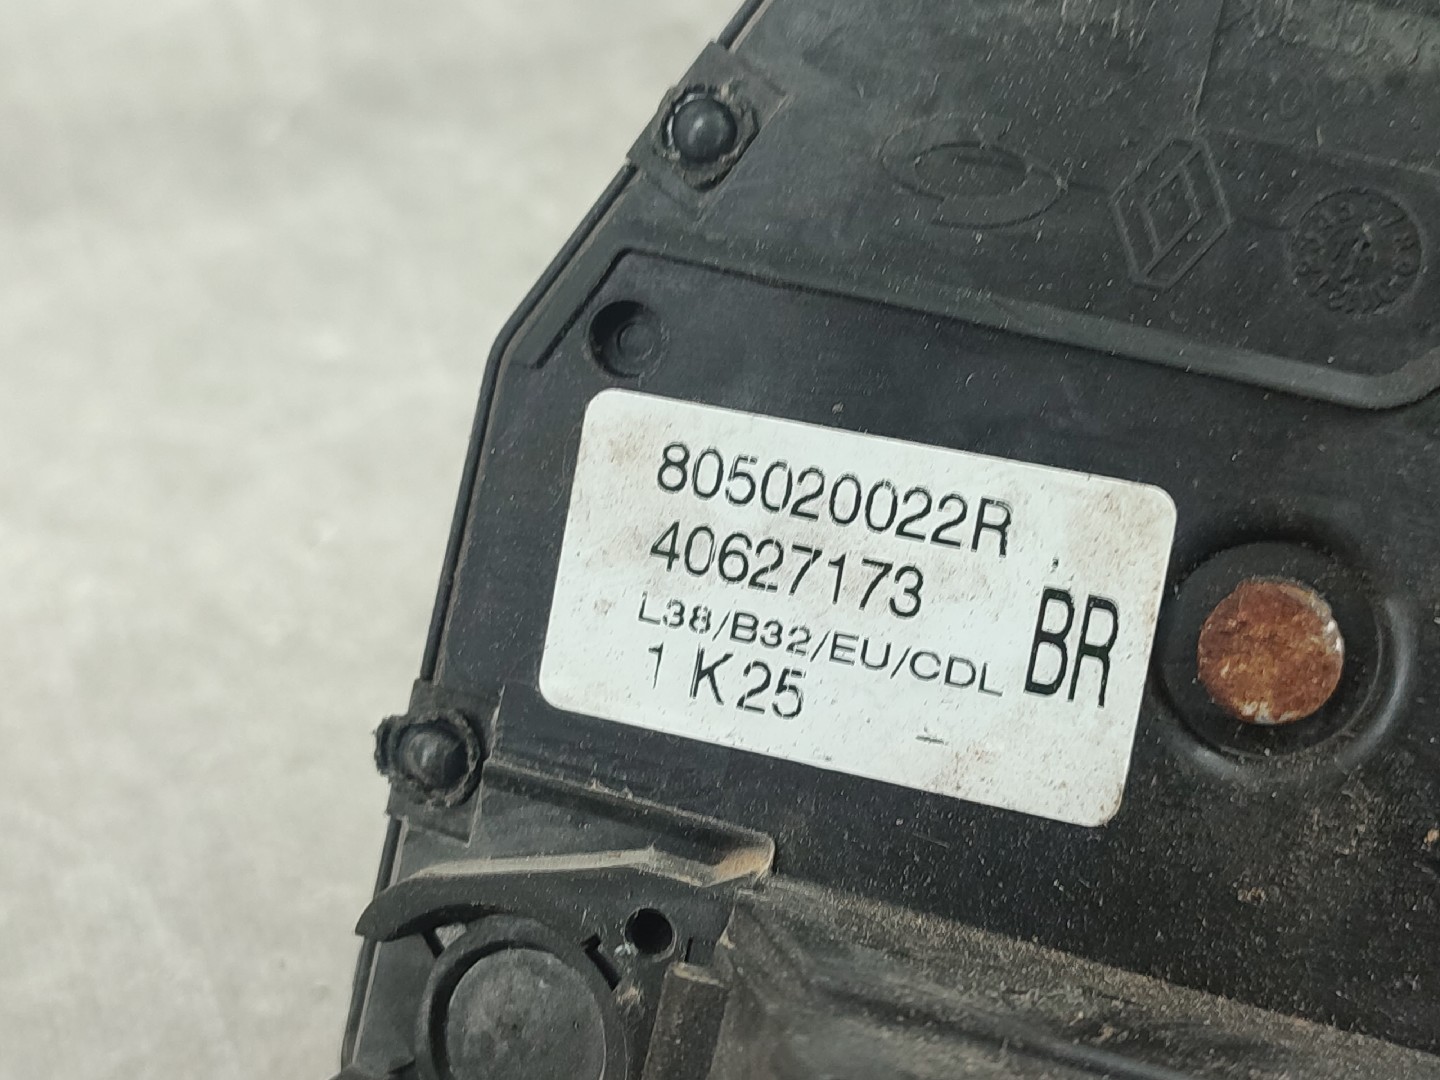 805020022R
40627173
L38/B32/EU/CDL
1 K25
BR